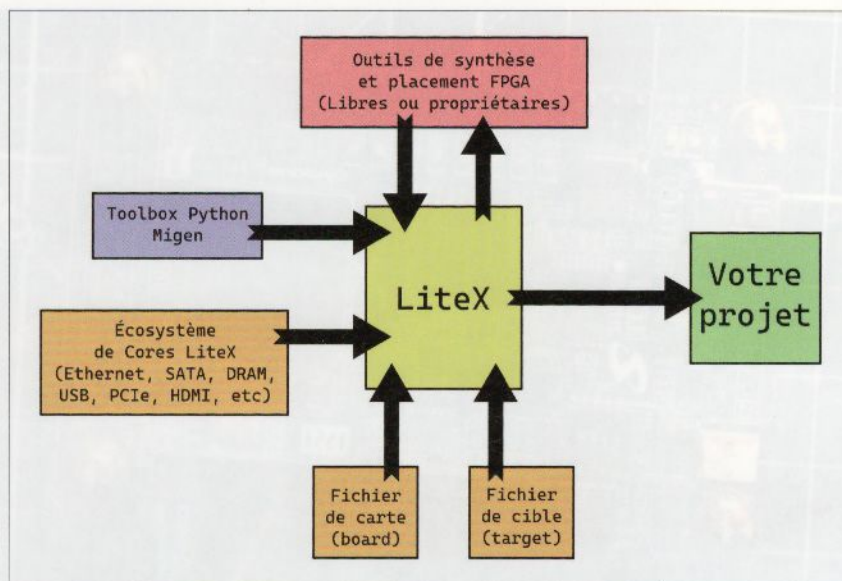 Outils de synthèse
et placement FPGA
(Libres ou propriétaires)
Toolbox Python
Migen
LiteX
Votre
projet
Écosystème
de Cores LiteX
(Ethernet, SATA, DRAM,
USB, PCIe, HDMI, etc)
Fichier
de carte
(board)
Fichier
de cible
(target)